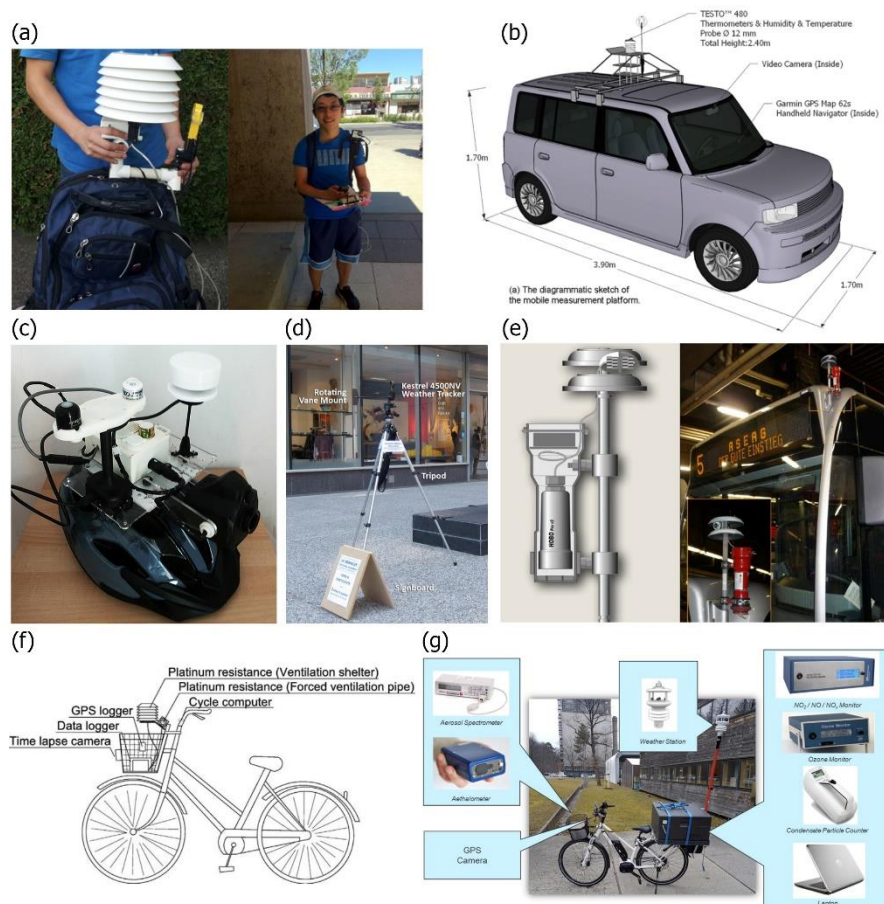 (a)
(b)
TESTO™ 480
Thermometers & Humidity & Temperature
Probe Ø 12 mm
Total Height:2.40m
Video Camera (Inside)
Garmin GPS Map 62s
Handheld Navigator (Inside)
1.70m
3.90m
1.70m
(a) The diagrammatic sketch of
the mobile measurement platform.
(c)
(d)
Rotating
Vane Mount
Kestrel 4500NV
Weather Tracker
Tripod
Signboard
(e)
HOBO Pro v2
5
ASEAG
EINSTIEG
(f)
Platinum resistance (Ventilation shelter)
Platinum resistance (Forced ventilation pipe)
Cycle computer
GPS logger
Data logger
Time lapse camera
(g)
Aerosol Spectrometer
Aethalometer
GPS
Camera
Weather Station
NO₂ / NO / NOₓ Monitor
Ozone Monitor
Condensate Particle Counter
Laptop